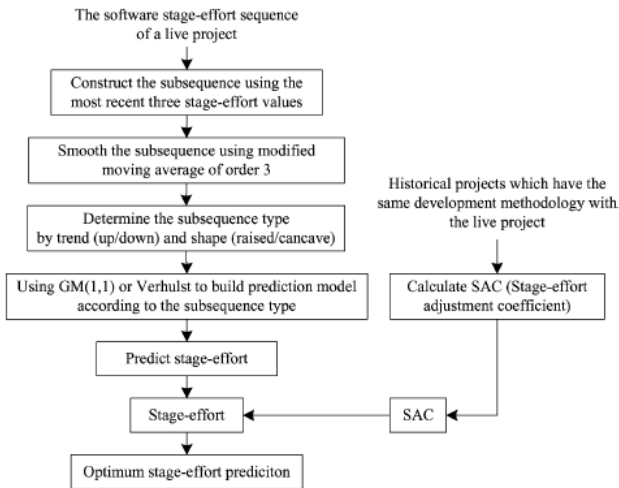 The software stage-effort sequence
of a live project
Construct the subsequence using the
most recent three stage-effort values
Smooth the subsequence using modified
moving average of order 3
Determine the subsequence type
by trend (up/down) and shape (raised/cancave)
Using GM(1,1) or Verhulst to build prediction model
according to the subsequence type
Predict stage-effort
Historical projects which have the
same development methodology with
the live project
Calculate SAC (Stage-effort
adjustment coefficient)
Stage-effort
SAC
Optimum stage-effort prediciton